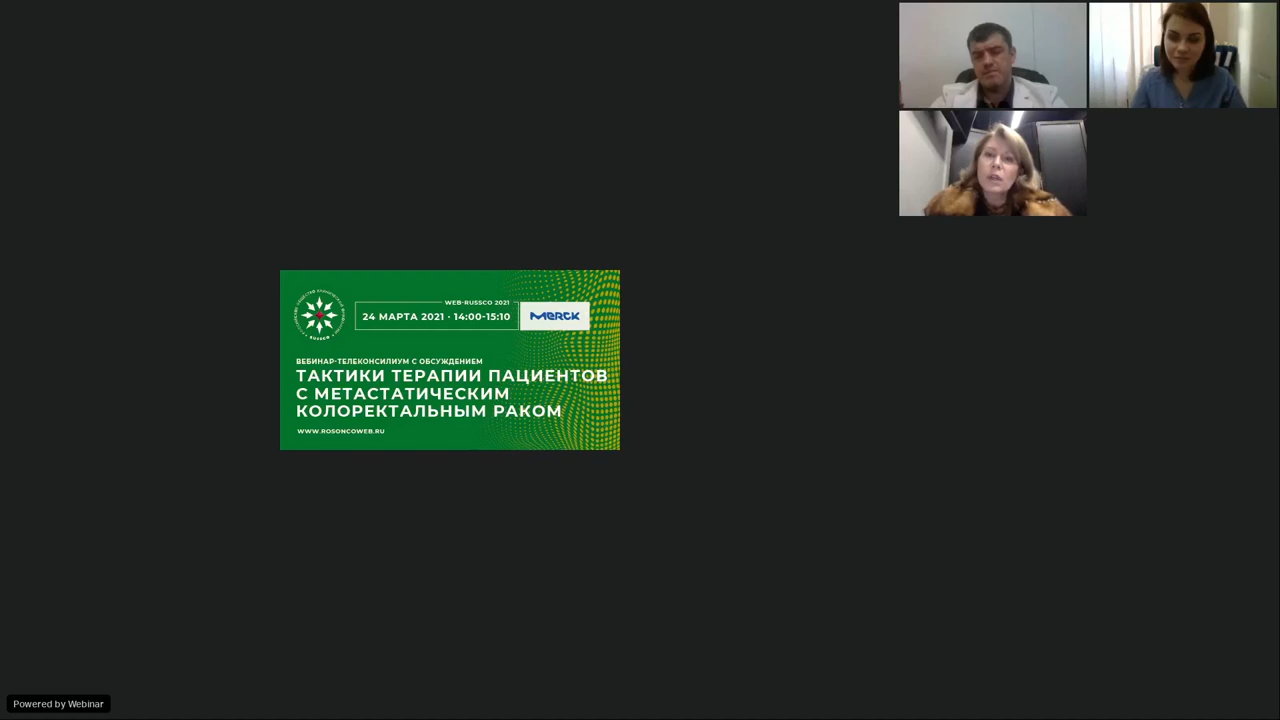 WEB-RUSSCO 2021
24 МАРТА 2021 · 14:00-15:10
MERCK
ВЕБИНАР-ТЕЛЕКОНСИЛИУМ С ОБСУЖДЕНИЕМ
ТАКТИКИ ТЕРАПИИ ПАЦИЕНТОВ
С МЕТАСТАТИЧЕСКИМ
КОЛОРЕКТАЛЬНЫМ РАКОМ
WWW.ROSONCOWEB.RU
Powered by Webinar